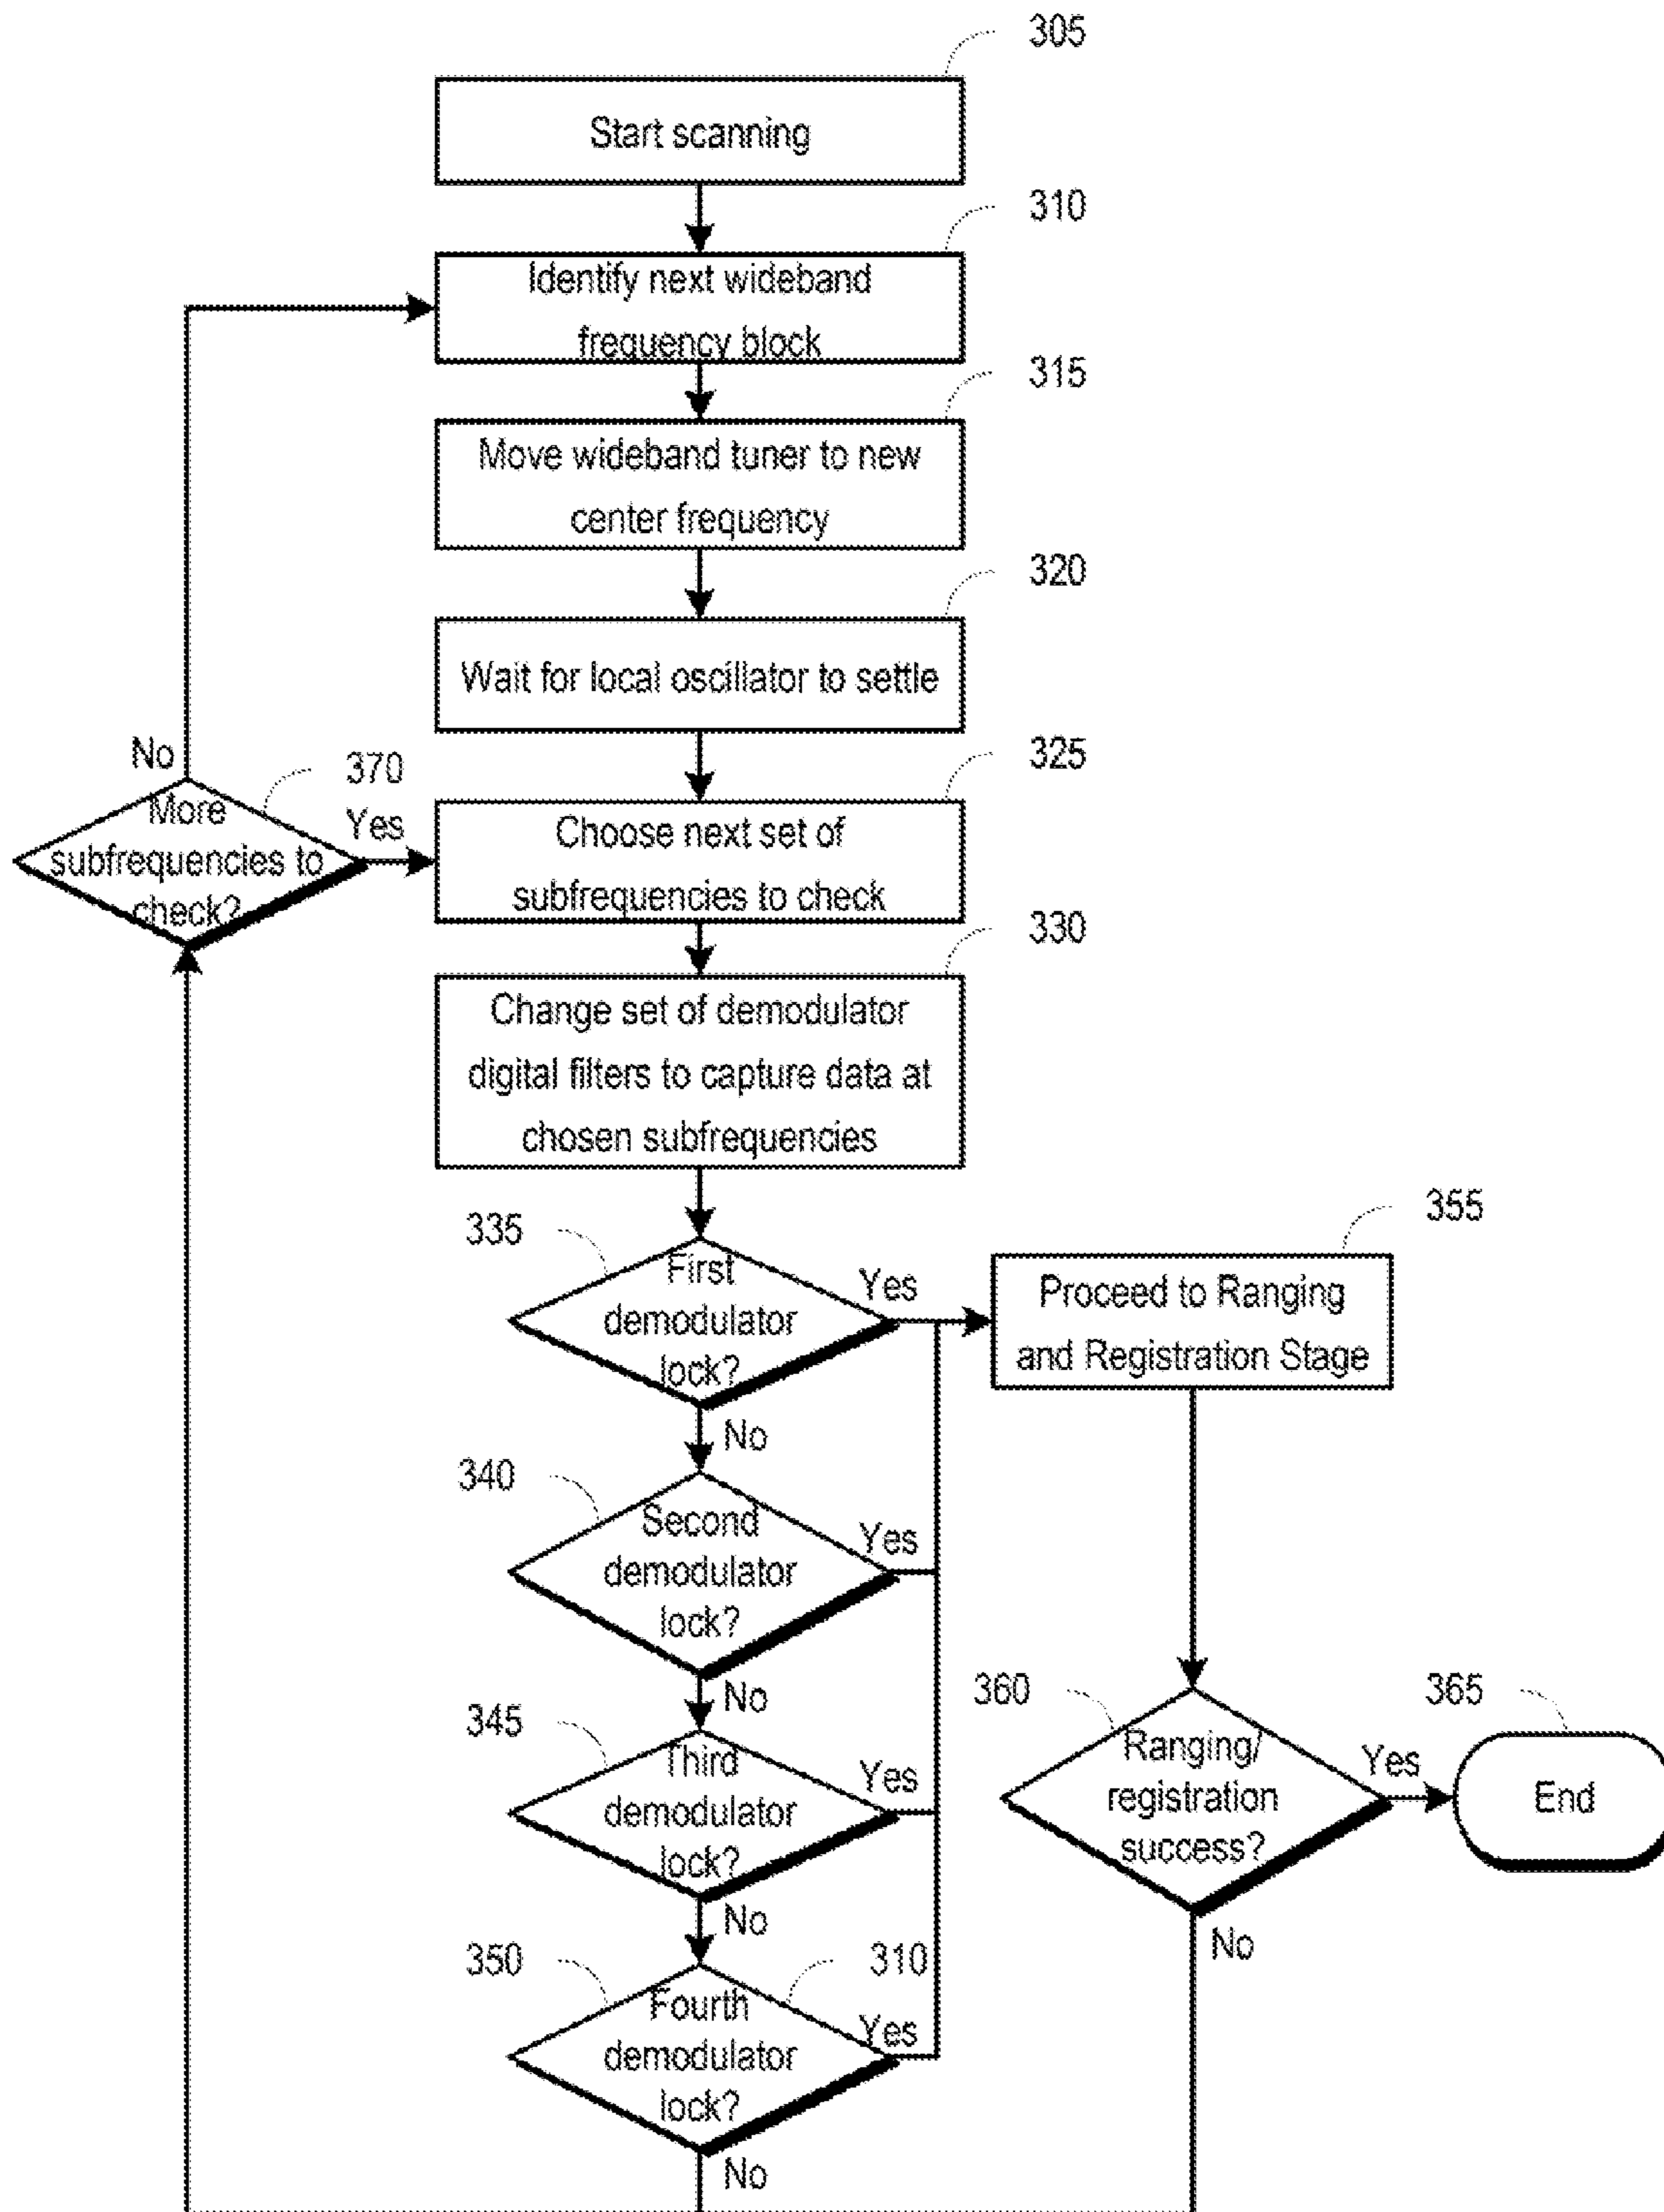 305
Start scanning
310
Identify next wideband
frequency block
315
Move wideband tuner to new
center frequency
320
Wait for local oscillator to settle
325
Choose next set of
subfrequencies to check
No
370
More
subfrequencies to
check?
Yes
330
Change set of demodulator
digital filters to capture data at
chosen subfrequencies
335
First
demodulator
lock?
Yes
No
355
Proceed to Ranging
and Registration Stage
340
Second
demodulator
lock?
Yes
No
345
Third
demodulator
lock?
Yes
No
360
Ranging/
registration
success?
Yes
No
365
End
350
310
Fourth
demodulator
lock?
Yes
No